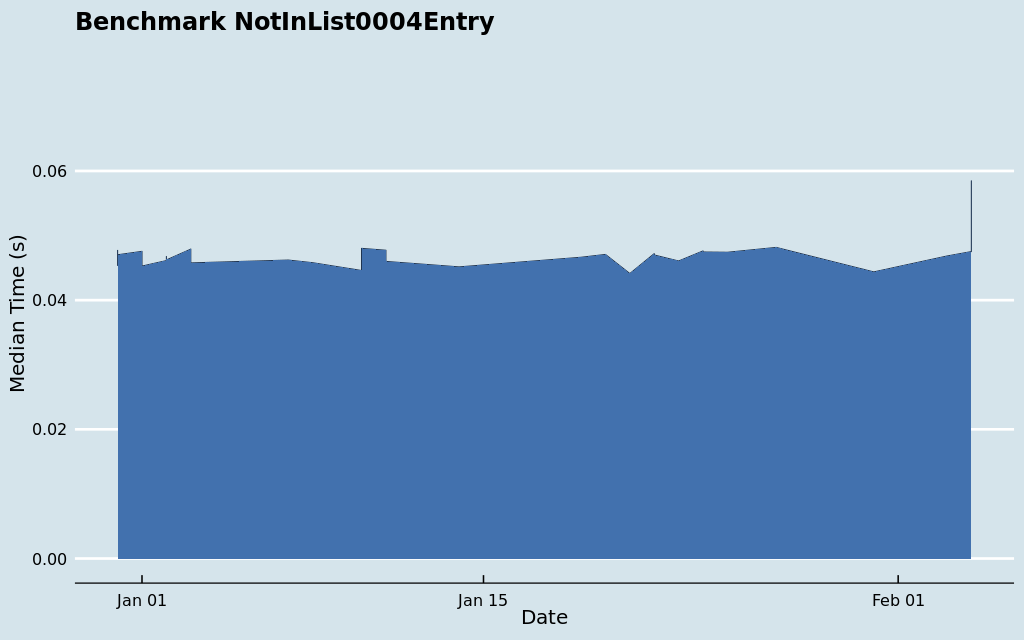 Benchmark NotInList0004Entry
Median Time (s)
0.06
0.04
0.02
0.00
Jan 01
Jan 15
Feb 01
Date